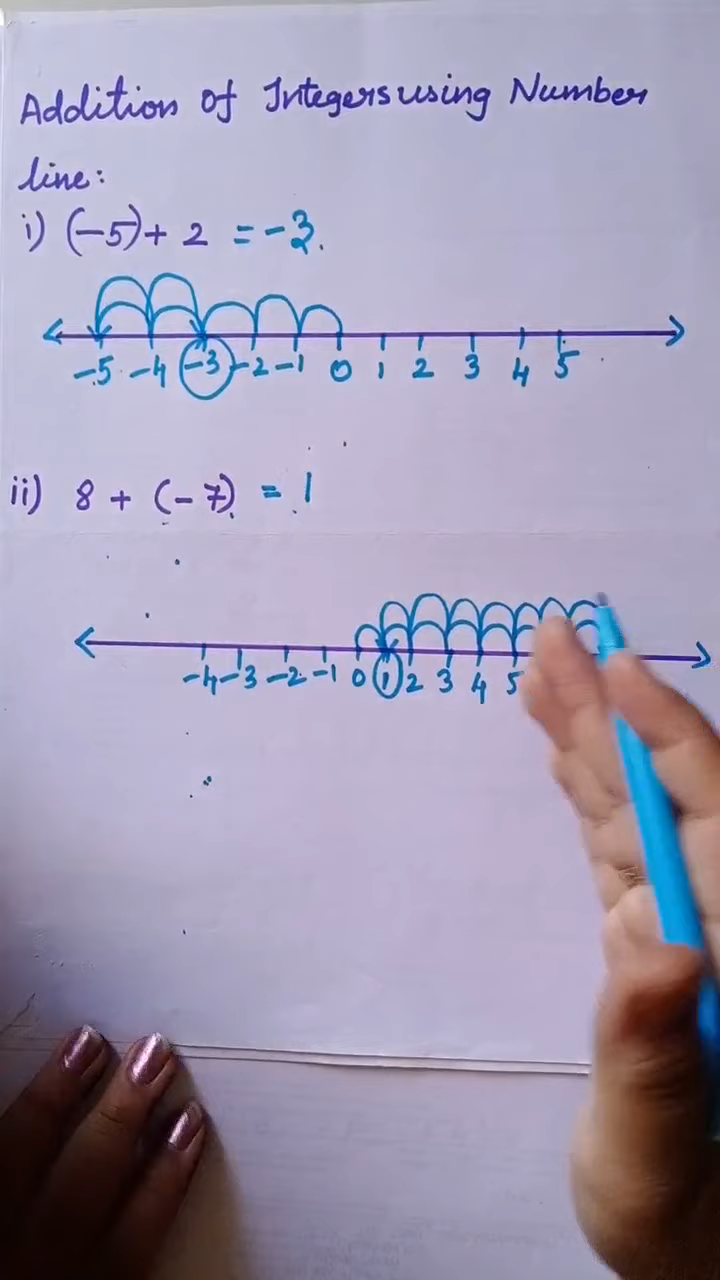 Addition of Integers using Number
line:
i) (-5) + 2 = -3.
-5 -4 -3 -2 -1 0 1 2 3 4 5
ii) 8 + (-7) = 1
-4 -3 -2 -1 0 1 2 3 4 5